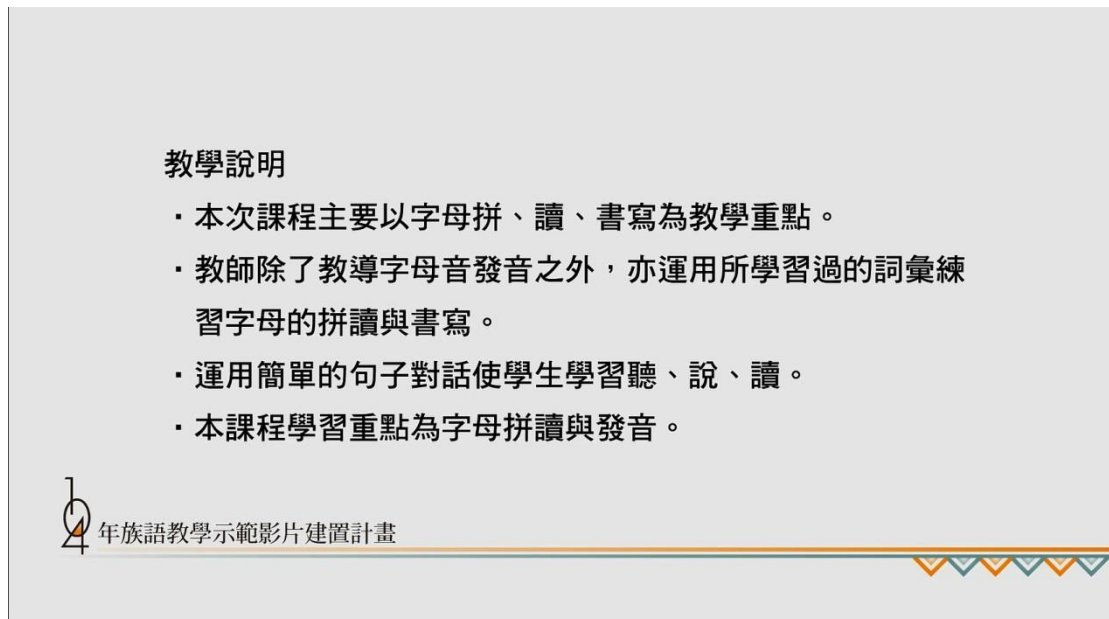 教學說明
▪本次課程主要以字母拼、讀、書寫為教學重點。
▪教師除了教導字母音發音之外，亦運用所學習過的詞彙練
習字母的拼讀與書寫。
▪運用簡單的句子對話使學生學習聽、說、讀。
▪本課程學習重點為字母拼讀與發音。
104年族語教學示範影片建置計畫